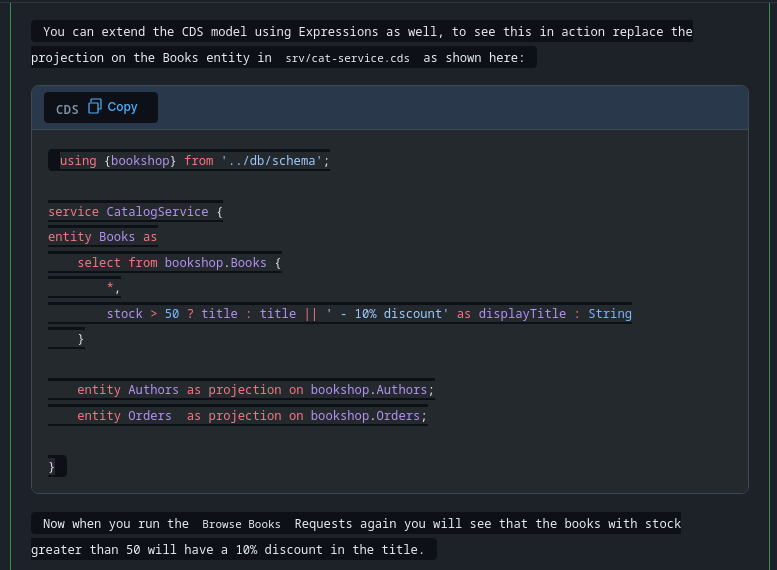 You can extend the CDS model using Expressions as well, to see this in action replace the
projection on the Books entity in srv/cat-service.cds as shown here:
CDS Copy
using {bookshop} from '../db/schema';
service CatalogService {
entity Books as
    select from bookshop.Books {
        *,
        stock > 50 ? title : title || ' - 10% discount' as displayTitle : String
    }
    entity Authors as projection on bookshop.Authors;
    entity Orders  as projection on bookshop.Orders;
}
Now when you run the Browse Books Requests again you will see that the books with stock
greater than 50 will have a 10% discount in the title.